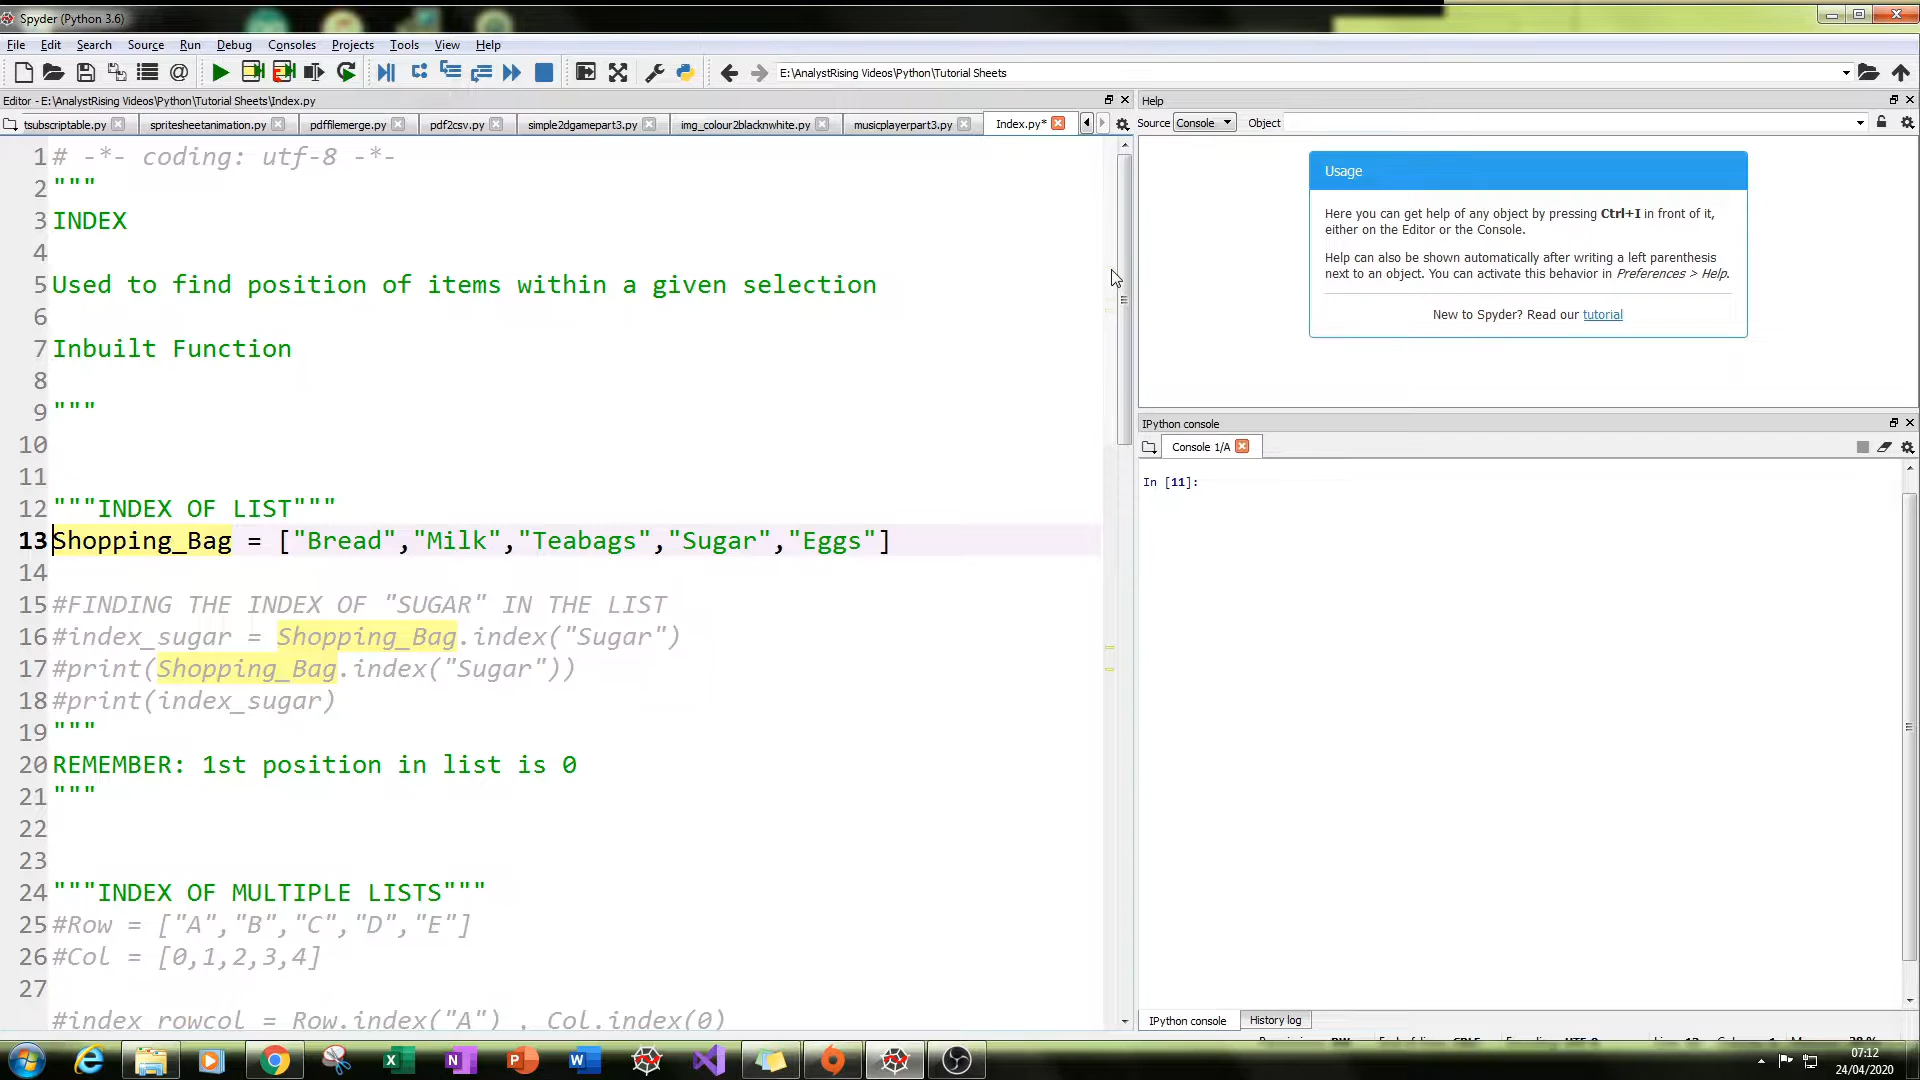 Spyder (Python 3.6)
File Edit Search Source Run Debug Consoles Projects Tools View Help
E:\AnalystRising Videos\Python\Tutorial Sheets
Editor - E:\AnalystRising Videos\Python\Tutorial Sheets\Index.py
Help
tsubscriptable.py spritesheetanimation.py pdffilemerge.py pdf2csv.py simple2dgamepart3.py img_colour2blacknwhite.py musicplayerpart3.py Index.py*
Source Console Object
1 # -*- coding: utf-8 -*-
2 """
3 INDEX
4
5 Used to find position of items within a given selection
6
7 Inbuilt Function
8
9 """
10
11
12 """INDEX OF LIST"""
13 Shopping_Bag = ["Bread","Milk","Teabags","Sugar","Eggs"]
14
15 #FINDING THE INDEX OF "SUGAR" IN THE LIST
16 #index_sugar = Shopping_Bag.index("Sugar")
17 #print(Shopping_Bag.index("Sugar"))
18 #print(index_sugar)
19 """
20 REMEMBER: 1st position in list is 0
21 """
22
23
24 """INDEX OF MULTIPLE LISTS"""
25 #Row = ["A","B","C","D","E"]
26 #Col = [0,1,2,3,4]
27
#index_rowcol = Row.index("A") , Col.index(0)
Usage
Here you can get help of any object by pressing Ctrl+I in front of it,
either on the Editor or the Console.
Help can also be shown automatically after writing a left parenthesis
next to an object. You can activate this behavior in Preferences > Help.
New to Spyder? Read our tutorial
IPython console
Console 1/A
In [11]:
IPython console History log
07:12
24/04/2020